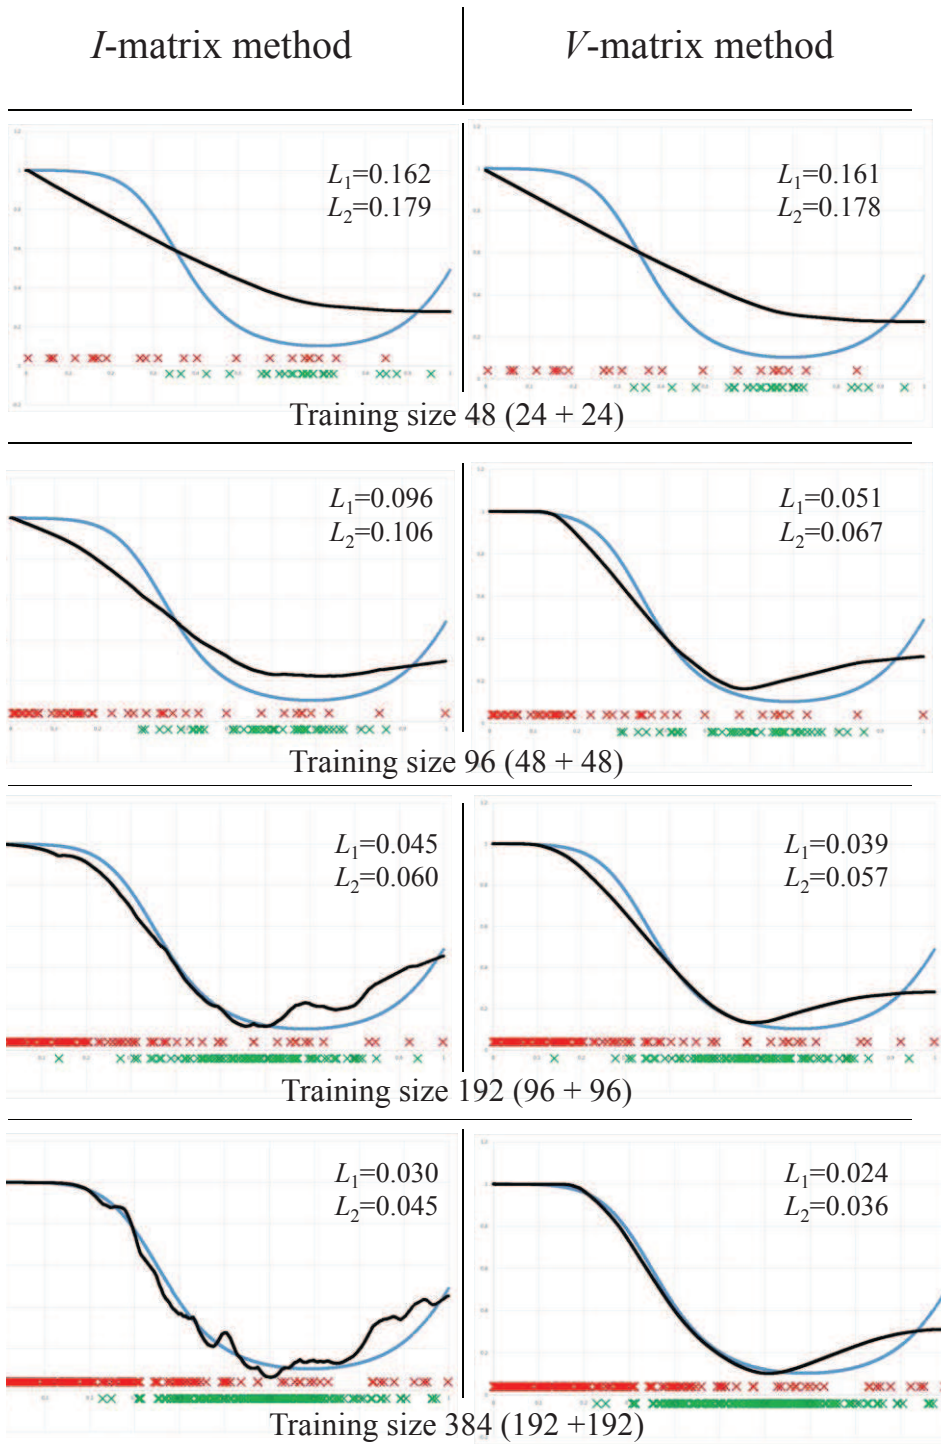 I-matrix method
V-matrix method
L1=0.162
L2=0.179
L1=0.161
L2=0.178
Training size 48 (24 + 24)
L1=0.096
L2=0.106
L1=0.051
L2=0.067
Training size 96 (48 + 48)
L1=0.045
L2=0.060
L1=0.039
L2=0.057
Training size 192 (96 + 96)
L1=0.030
L2=0.045
L1=0.024
L2=0.036
Training size 384 (192 +192)